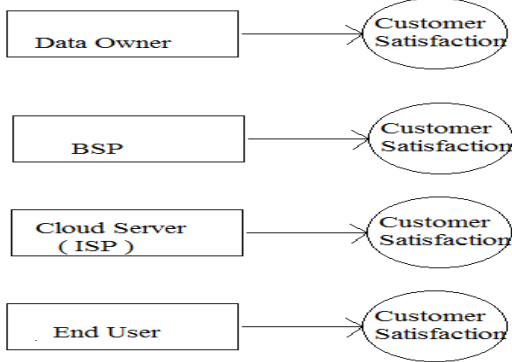 Data Owner
Customer
Satisfaction
BSP
Customer
Satisfaction
Cloud Server
( ISP )
Customer
Satisfaction
End User
Customer
Satisfaction